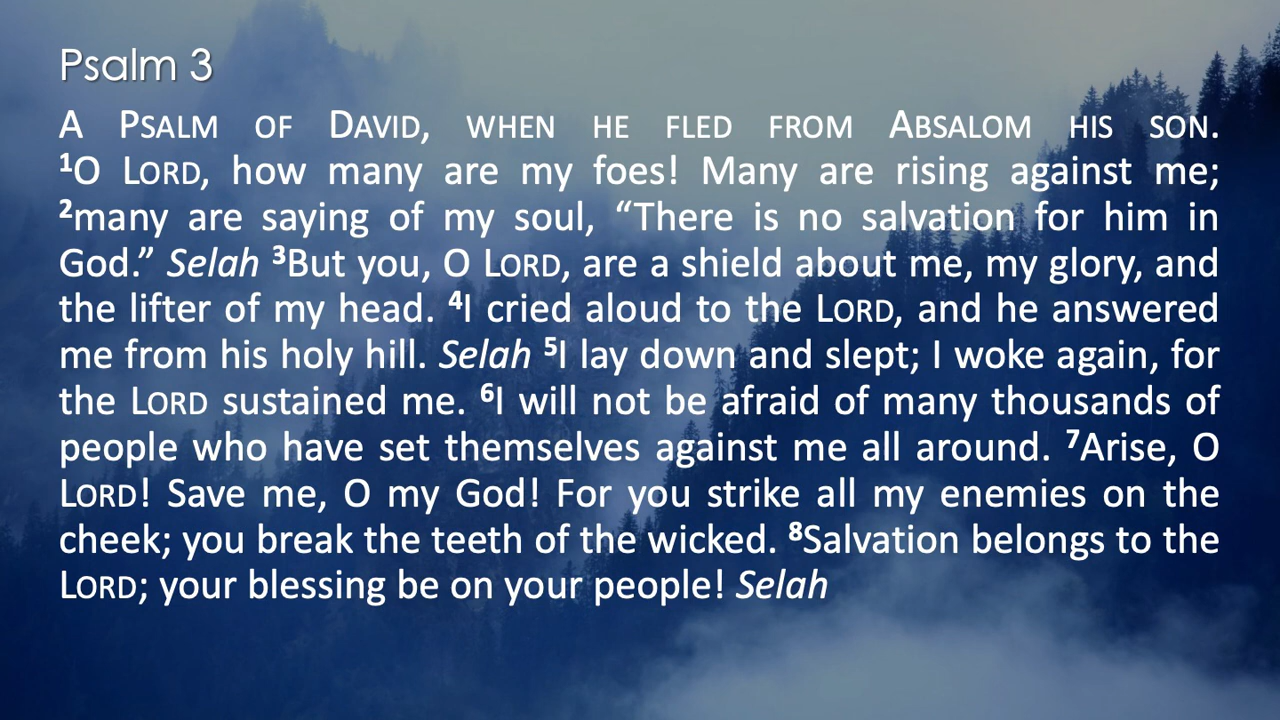 Psalm 3
A PSALM OF DAVID, WHEN HE FLED FROM ABSALOM HIS SON.
¹O LORD, how many are my foes! Many are rising against me;
²many are saying of my soul, “There is no salvation for him in
God.” Selah ³But you, O LORD, are a shield about me, my glory, and
the lifter of my head. ⁴I cried aloud to the LORD, and he answered
me from his holy hill. Selah ⁵I lay down and slept; I woke again, for
the LORD sustained me. ⁶I will not be afraid of many thousands of
people who have set themselves against me all around. ⁷Arise, O
LORD! Save me, O my God! For you strike all my enemies on the
cheek; you break the teeth of the wicked. ⁸Salvation belongs to the
LORD; your blessing be on your people! Selah